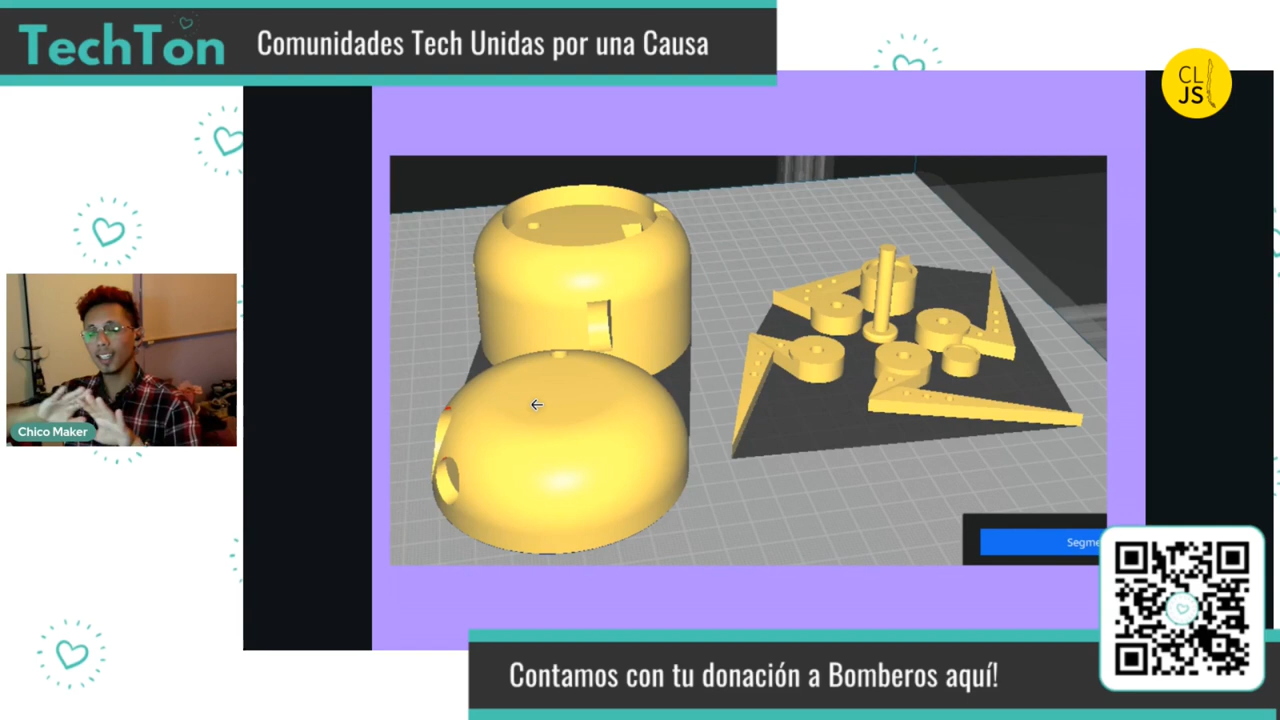 TechTon
Comunidades Tech Unidas por una Causa
CL
JS
Chico Maker
Contamos con tu donación a Bomberos aquí!